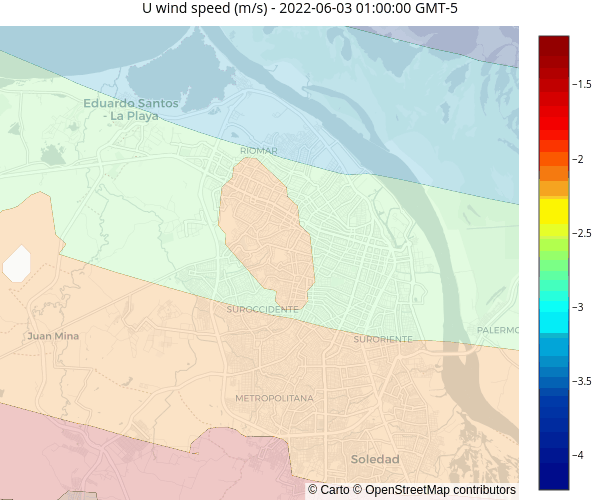 U wind speed (m/s) - 2022-06-03 01:00:00 GMT-5
Eduardo Santos
- La Playa
RIOMAR
SUROCCIDENTE
Juan Mina
SURORIENTE
PALERMO
METROPOLITANA
Soledad
© Carto © OpenStreetMap contributors
−1.5
−2
−2.5
−3
−3.5
−4